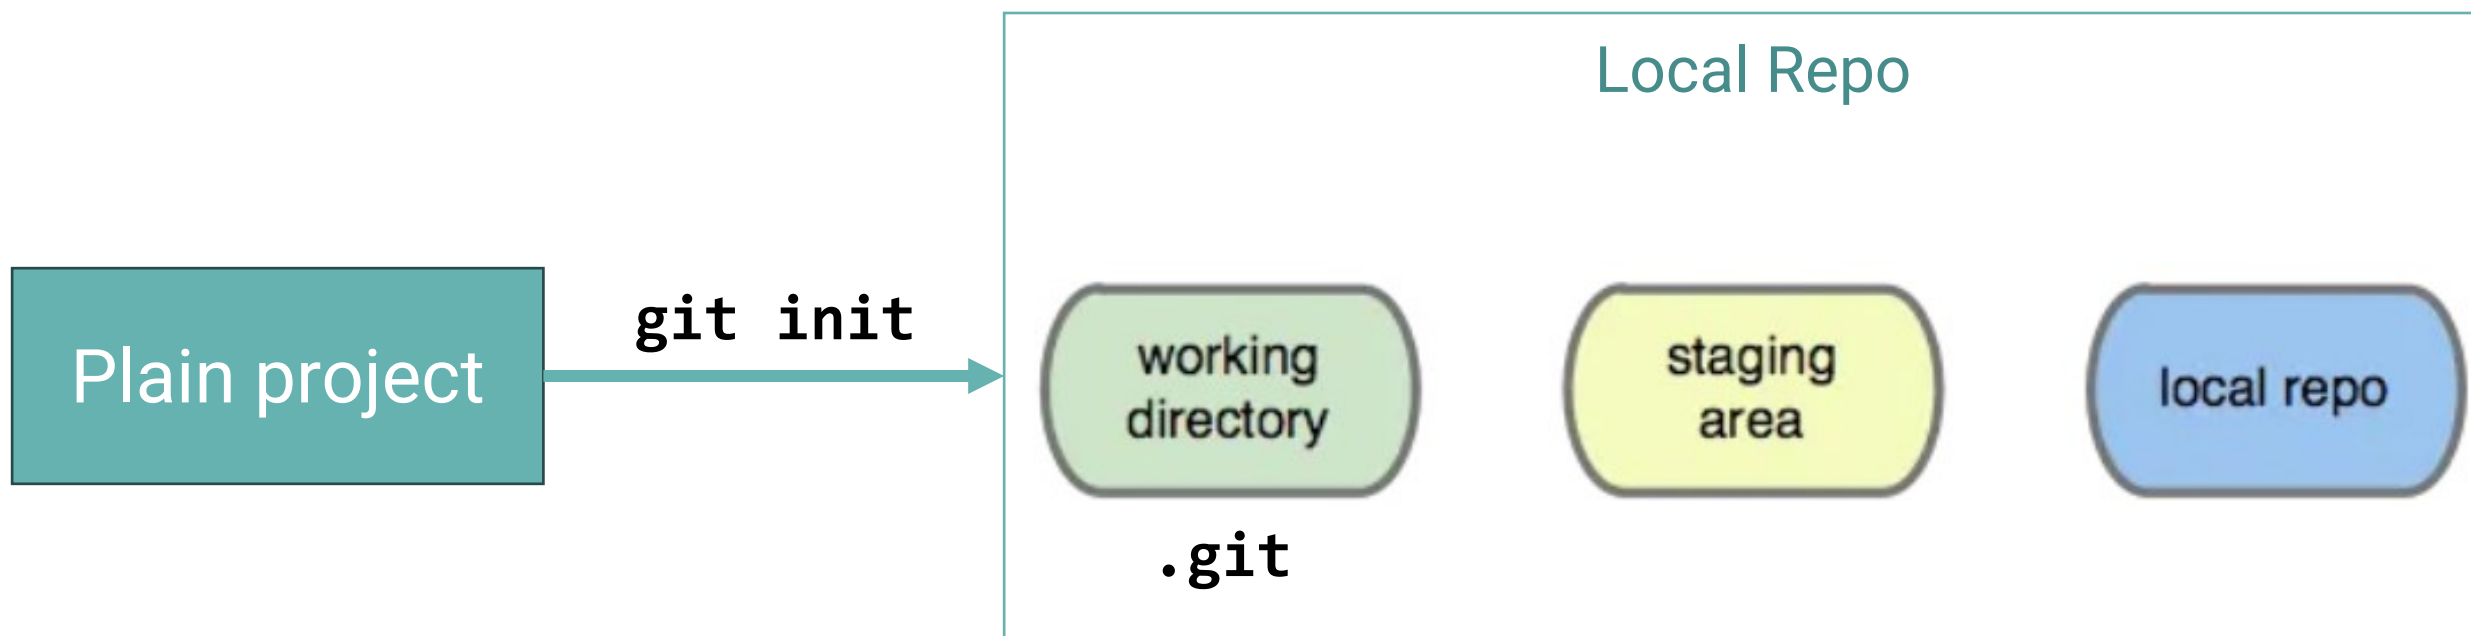 Local Repo
Plain project
git init
working
directory
staging
area
local repo
.git